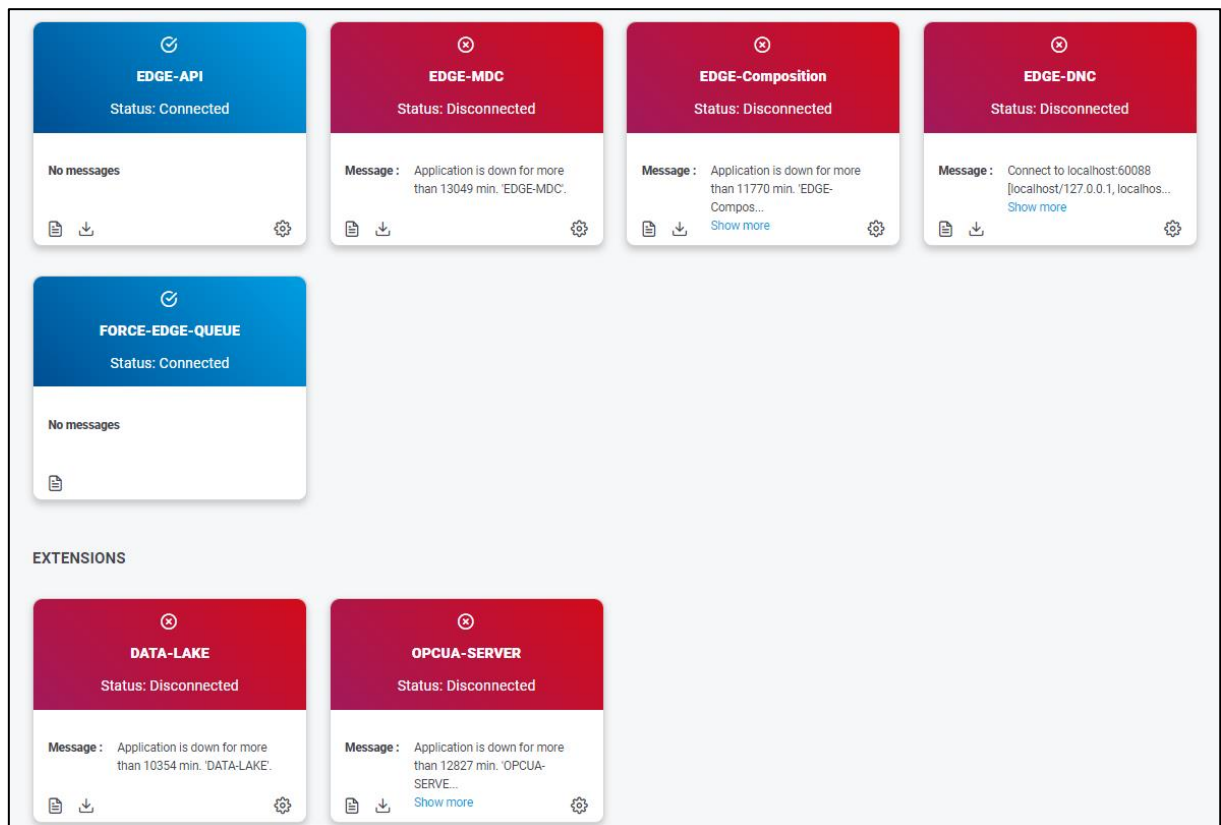 EDGE-API
Status: Connected
No messages
EDGE-MDC
Status: Disconnected
Message : Application is down for more
than 13049 min. 'EDGE-MDC'.
EDGE-Composition
Status: Disconnected
Message : Application is down for more
than 11770 min. 'EDGE-
Compos...
Show more
EDGE-DNC
Status: Disconnected
Message : Connect to localhost:60088
[localhost/127.0.0.1, localhos...
Show more
FORCE-EDGE-QUEUE
Status: Connected
No messages
EXTENSIONS
DATA-LAKE
Status: Disconnected
Message : Application is down for more
than 10354 min. 'DATA-LAKE'.
OPCUA-SERVER
Status: Disconnected
Message : Application is down for more
than 12827 min. 'OPCUA-
SERVE...
Show more